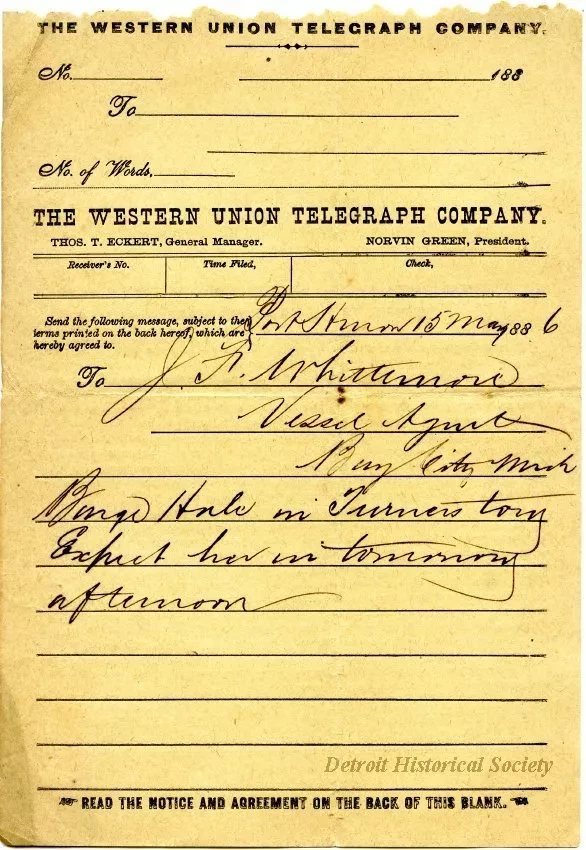 THE WESTERN UNION TELEGRAPH COMPANY.
No. 188
To
No. of Words,
THE WESTERN UNION TELEGRAPH COMPANY.
THOS. T. ECKERT, General Manager. NORVIN GREEN, President.
Receiver's No. Time Filed, Check,
Send the following message, subject to the
terms printed on the back hereof, which are
hereby agreed to.
Port Huron 15 May 1886
To J. F. Whittemore
Vessel Agent
Bay City Mich
Barge Hale in Turners tow
Expect her in tomorrow
afternoon
Detroit Historical Society
READ THE NOTICE AND AGREEMENT ON THE BACK OF THIS BLANK.